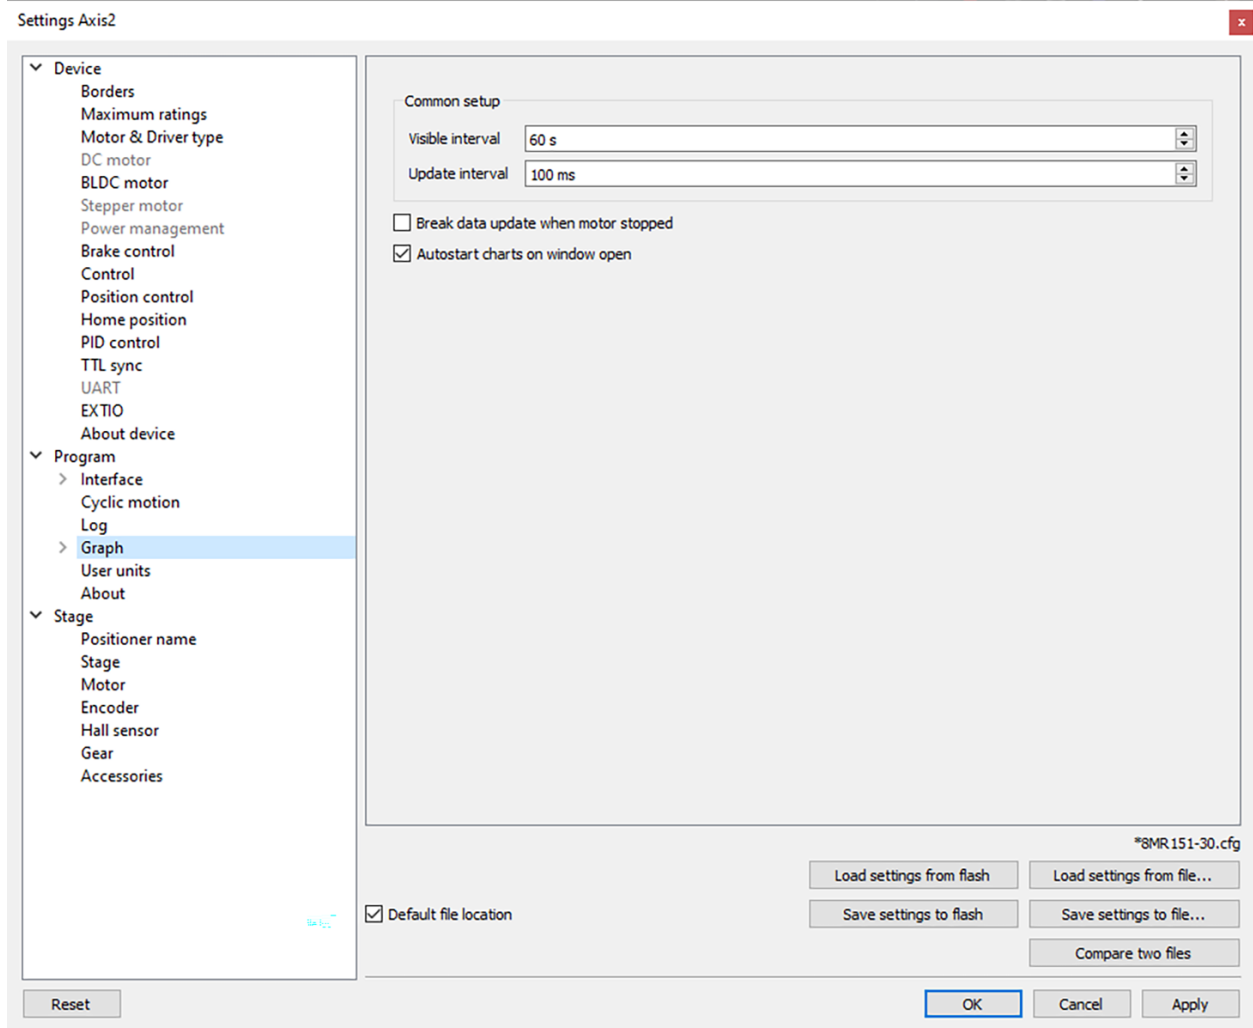 Settings Axis2
x
Device
Borders
Maximum ratings
Motor & Driver type
DC motor
BLDC motor
Stepper motor
Power management
Brake control
Control
Position control
Home position
PID control
TTL sync
UART
EXTIO
About device
Program
Interface
Cyclic motion
Log
Graph
User units
About
Stage
Positioner name
Stage
Motor
Encoder
Hall sensor
Gear
Accessories
Common setup
Visible interval 60 s
Update interval 100 ms
Break data update when motor stopped
Autostart charts on window open
*8MR151-30.cfg
Load settings from flash Load settings from file...
Default file location Save settings to flash Save settings to file...
Compare two files
Reset OK Cancel Apply